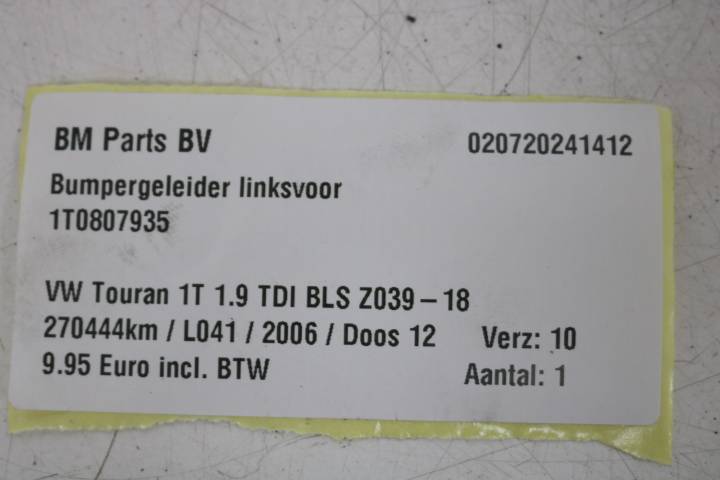 BM Parts BV 020720241412
Bumpergeleider linksvoor
1T0807935
VW Touran 1T 1.9 TDI BLS Z039-18
270444km / L041 / 2006 / Doos 12 Verz: 10
9.95 Euro incl. BTW Aantal: 1